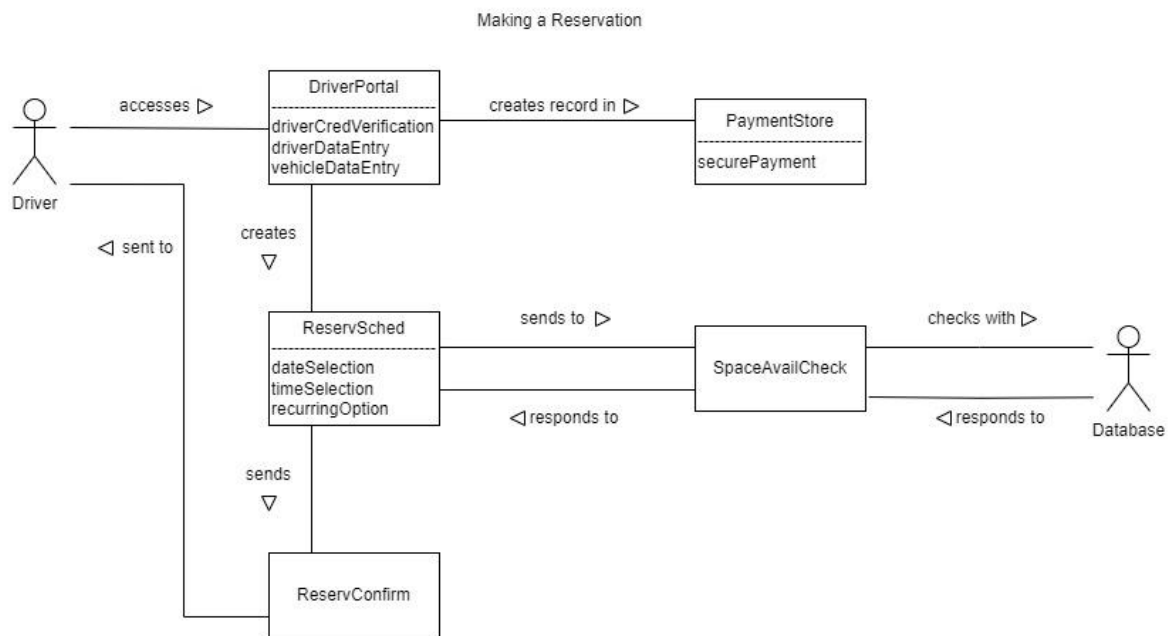 Making a Reservation
DriverPortal
accesses
creates record in
PaymentStore
driverCredVerification
driverDataEntry
vehicleDataEntry
securePayment
Driver
sent to
creates
ReservSched
sends to
checks with
dateSelection
timeSelection
recurringOption
SpaceAvailCheck
responds to
responds to
Database
sends
ReservConfirm